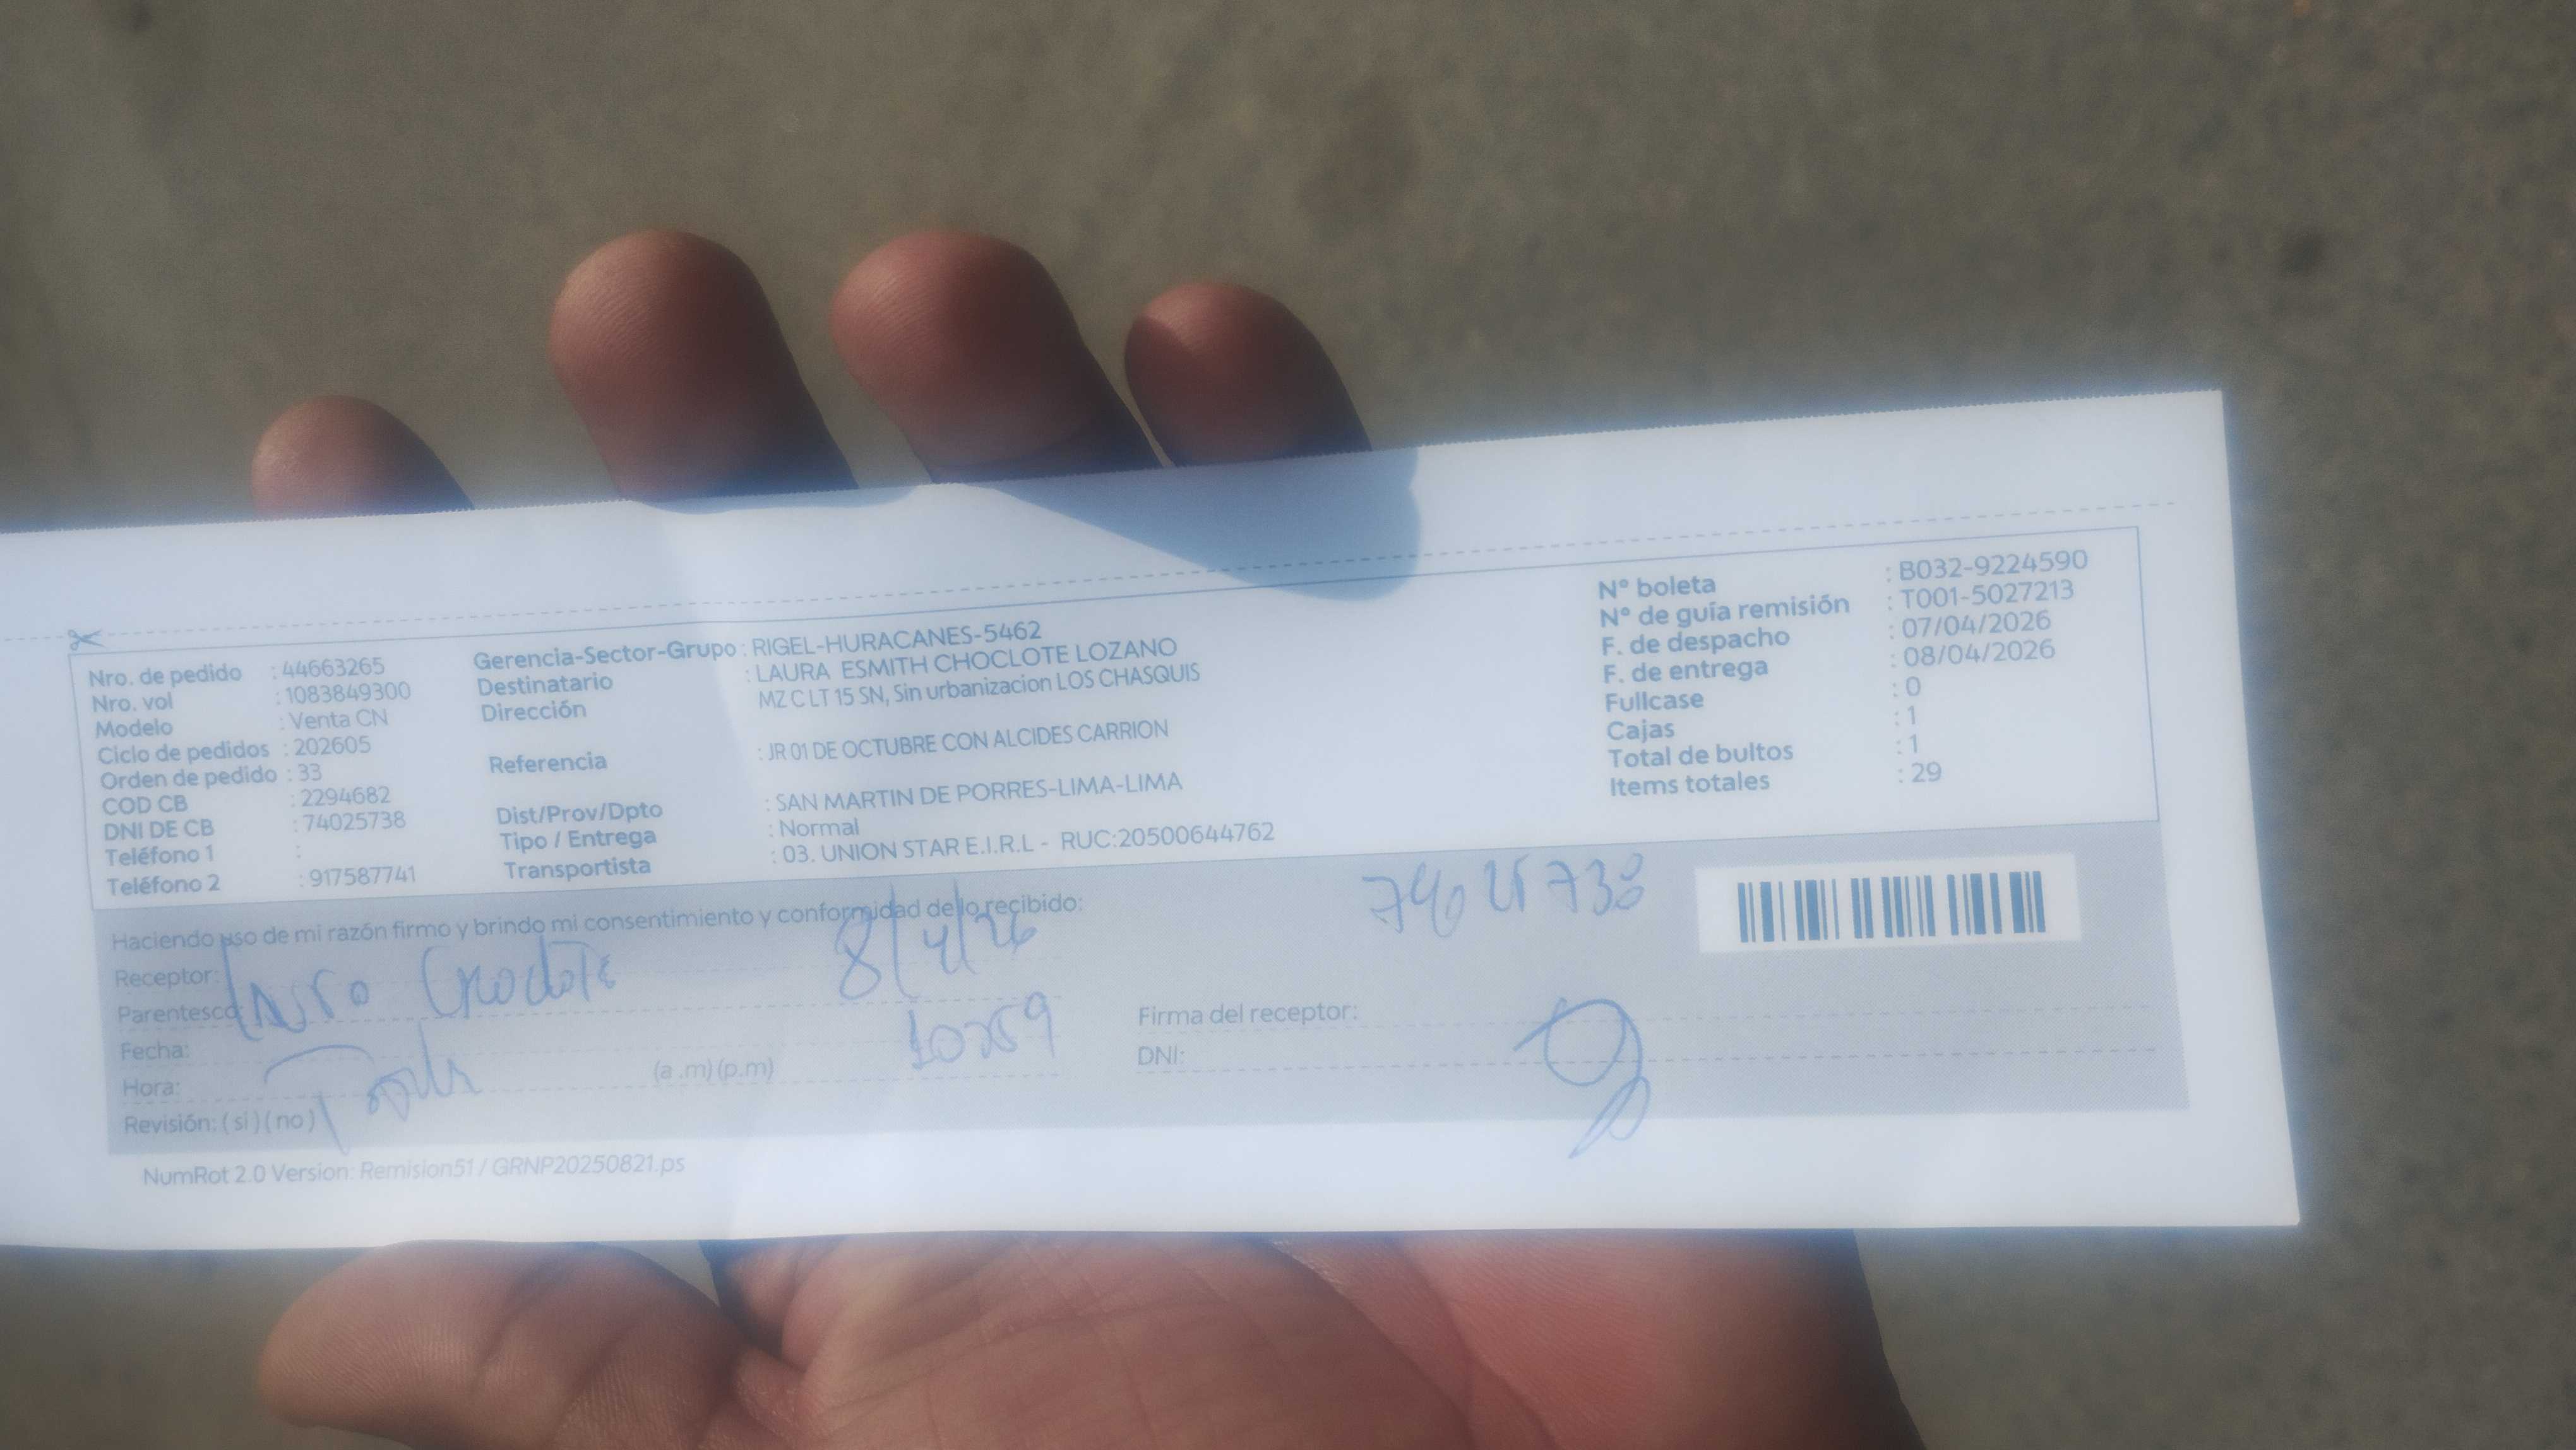 Nro. de pedido : 44663265
Nro. vol : 1083849300
Modelo : Venta CN
Ciclo de pedidos : 202605
Orden de pedido : 33
COD CB : 2294682
DNI DE CB : 74025738
Teléfono 1 :
Teléfono 2 : 917587741
Gerencia-Sector-Grupo : RIGEL-HURACANES-5462
Destinatario : LAURA ESMITH CHOCLOTE LOZANO
Dirección MZ C LT 15 SN, Sin urbanizacion LOS CHASQUIS
Referencia : JR 01 DE OCTUBRE CON ALCIDES CARRION
Dist/Prov/Dpto : SAN MARTIN DE PORRES-LIMA-LIMA
Tipo / Entrega : Normal
Transportista : 03. UNION STAR E.I.R.L - RUC:20500644762
N° boleta : B032-9224590
N° de guía remisión : T001-5027213
F. de despacho : 07/04/2026
F. de entrega : 08/04/2026
Fullcase : 0
Cajas : 1
Total de bultos : 1
Items totales : 29
Haciendo uso de mi razón firmo y brindo mi consentimiento y conformidad de lo recibido:
74025738
8/4/26
Receptor:
Parentesco:
Fecha:
Hora: (a .m) (p.m)
Revisión: ( si ) ( no )
Firma del receptor:
DNI:
NumRot 2.0 Version: Remision51 / GRNP20250821.ps